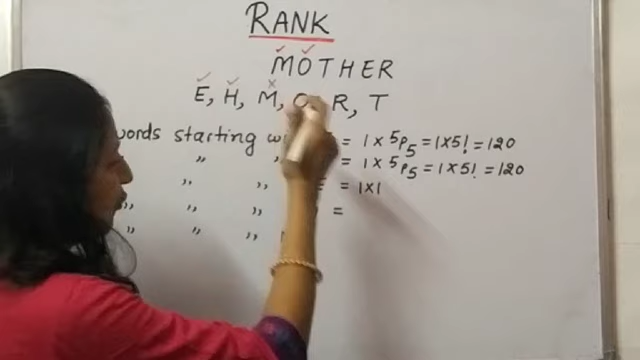 RANK
MOTHER
E, H, M, O, R, T
words starting = 1 x ⁵P₅ = 1x5! = 120
" " = 1 x ⁵P₅ = 1x5! = 120
" " = 1x1
" " " =
" " "